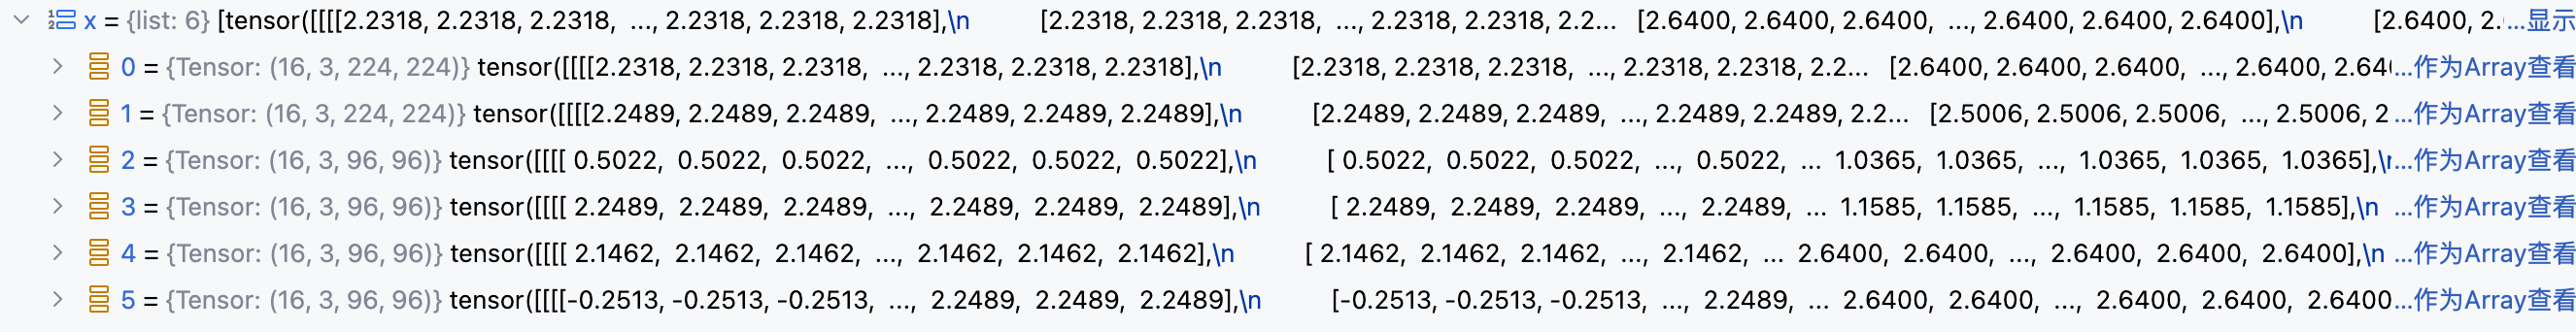 x = {list: 6} [tensor([[[[2.2318, 2.2318, 2.2318, ..., 2.2318, 2.2318, 2.2318],\n [2.2318, 2.2318, 2.2318, ..., 2.2318, 2.2318, 2.2... [2.6400, 2.6400, 2.6400, ..., 2.6400, 2.6400, 2.6400],\n [2.6400, 2....显示
0 = {Tensor: (16, 3, 224, 224)} tensor([[[[2.2318, 2.2318, 2.2318, ..., 2.2318, 2.2318, 2.2318],\n [2.2318, 2.2318, 2.2318, ..., 2.2318, 2.2318, 2.2... [2.6400, 2.6400, 2.6400, ..., 2.6400, 2.64...作为Array查看
1 = {Tensor: (16, 3, 224, 224)} tensor([[[[2.2489, 2.2489, 2.2489, ..., 2.2489, 2.2489, 2.2489],\n [2.2489, 2.2489, 2.2489, ..., 2.2489, 2.2489, 2.2... [2.5006, 2.5006, 2.5006, ..., 2.5006, 2 ...作为Array查看
2 = {Tensor: (16, 3, 96, 96)} tensor([[[[ 0.5022, 0.5022, 0.5022, ..., 0.5022, 0.5022, 0.5022],\n [ 0.5022, 0.5022, 0.5022, ..., 0.5022, ... 1.0365, 1.0365, ..., 1.0365, 1.0365, 1.0365],\n...作为Array查看
3 = {Tensor: (16, 3, 96, 96)} tensor([[[[ 2.2489, 2.2489, 2.2489, ..., 2.2489, 2.2489, 2.2489],\n [ 2.2489, 2.2489, 2.2489, ..., 2.2489, ... 1.1585, 1.1585, ..., 1.1585, 1.1585, 1.1585],\n ...作为Array查看
4 = {Tensor: (16, 3, 96, 96)} tensor([[[[ 2.1462, 2.1462, 2.1462, ..., 2.1462, 2.1462, 2.1462],\n [ 2.1462, 2.1462, 2.1462, ..., 2.1462, ... 2.6400, 2.6400, ..., 2.6400, 2.6400, 2.6400],\n ...作为Array查看
5 = {Tensor: (16, 3, 96, 96)} tensor([[[[-0.2513, -0.2513, -0.2513, ..., 2.2489, 2.2489, 2.2489],\n [-0.2513, -0.2513, -0.2513, ..., 2.2489, ... 2.6400, 2.6400, ..., 2.6400, 2.6400, 2.6400...作为Array查看